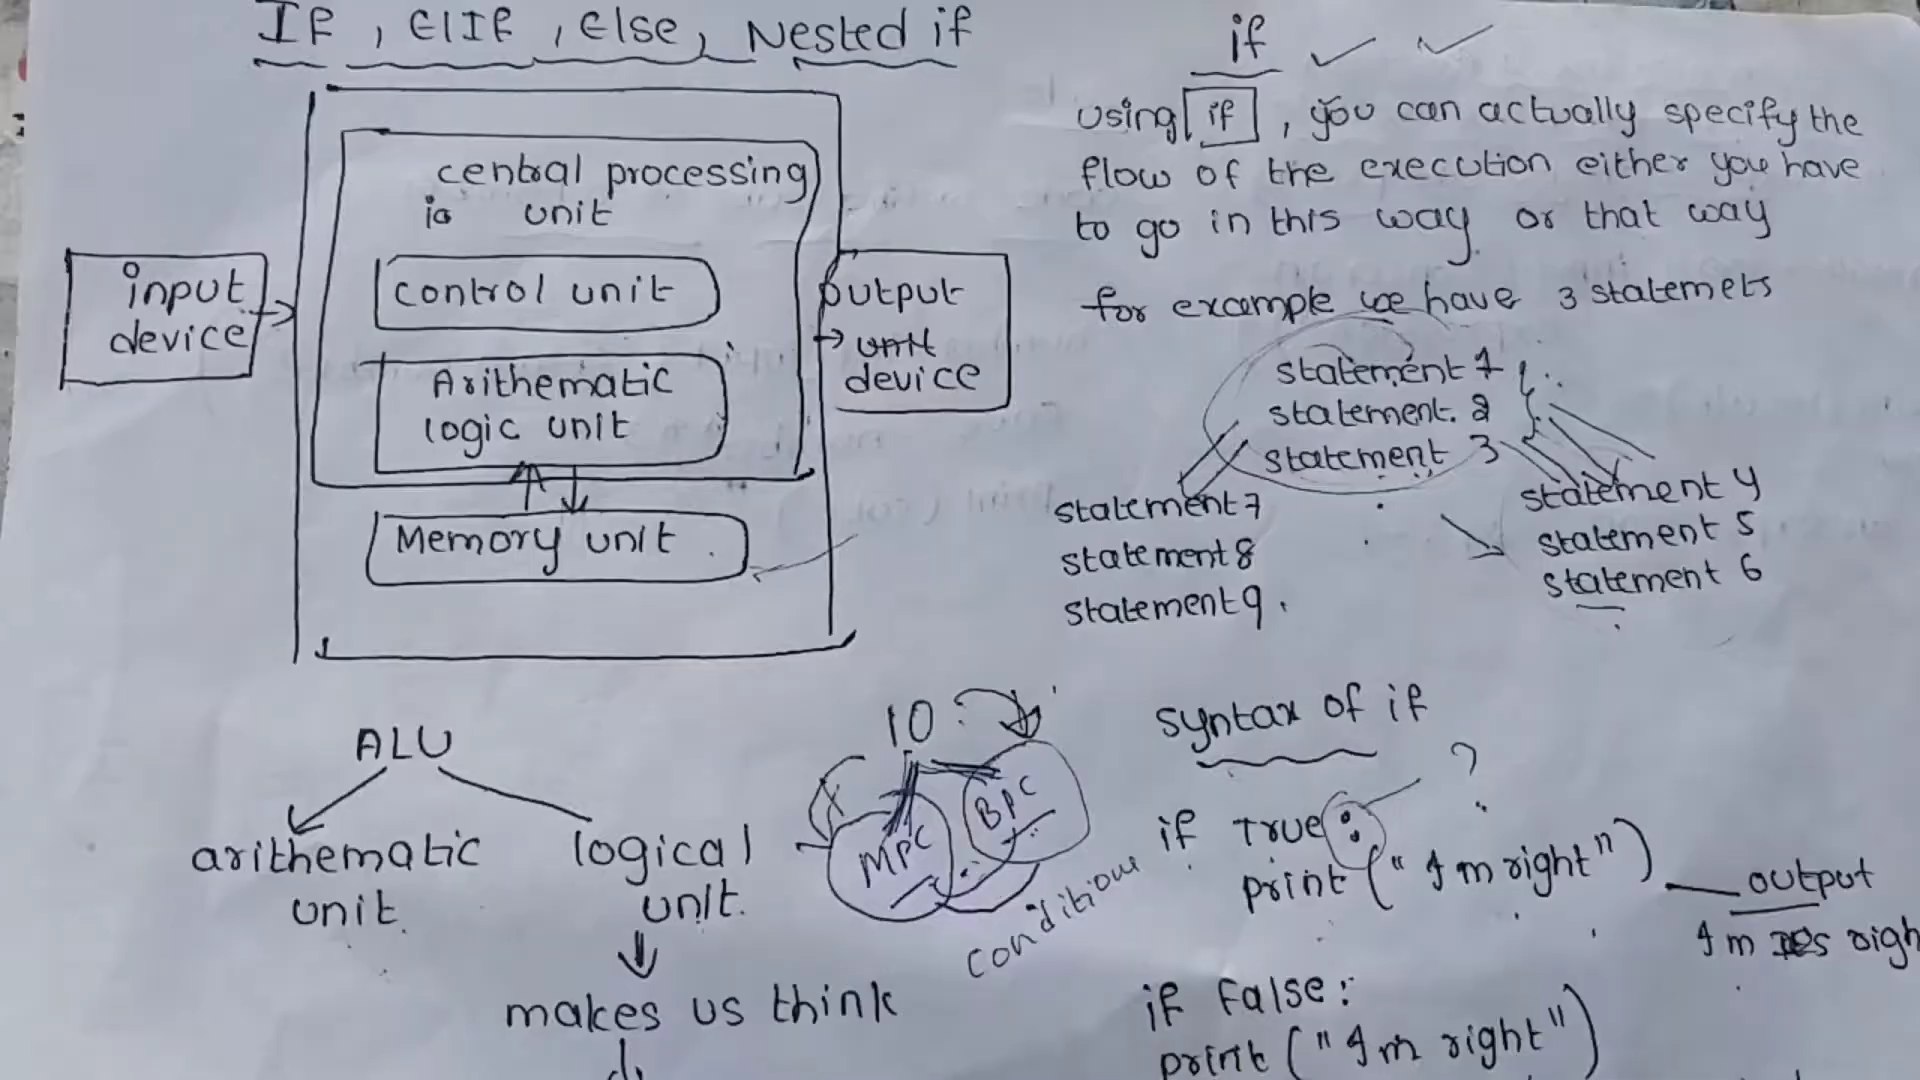 If, ElIf, Else, Nested if
central processing
unit
input
device
control unit
Arithematic
logic unit
Memory unit
output
unit
device
ALU
arithematic
unit
logical
unit.
makes us think
10
MPC
BPC
conditions
if
using if, you can actually specify the
flow of the execution either you have
to go in this way or that way
for example we have 3 statemets
statement 1
statement. 2
statement 3
statement 7
statement 8
statement 9.
statement 4
statement 5
statement 6
syntax of if
?
if True:
print ("I'm right")
output
I'm righ
if False:
print ("I'm right")